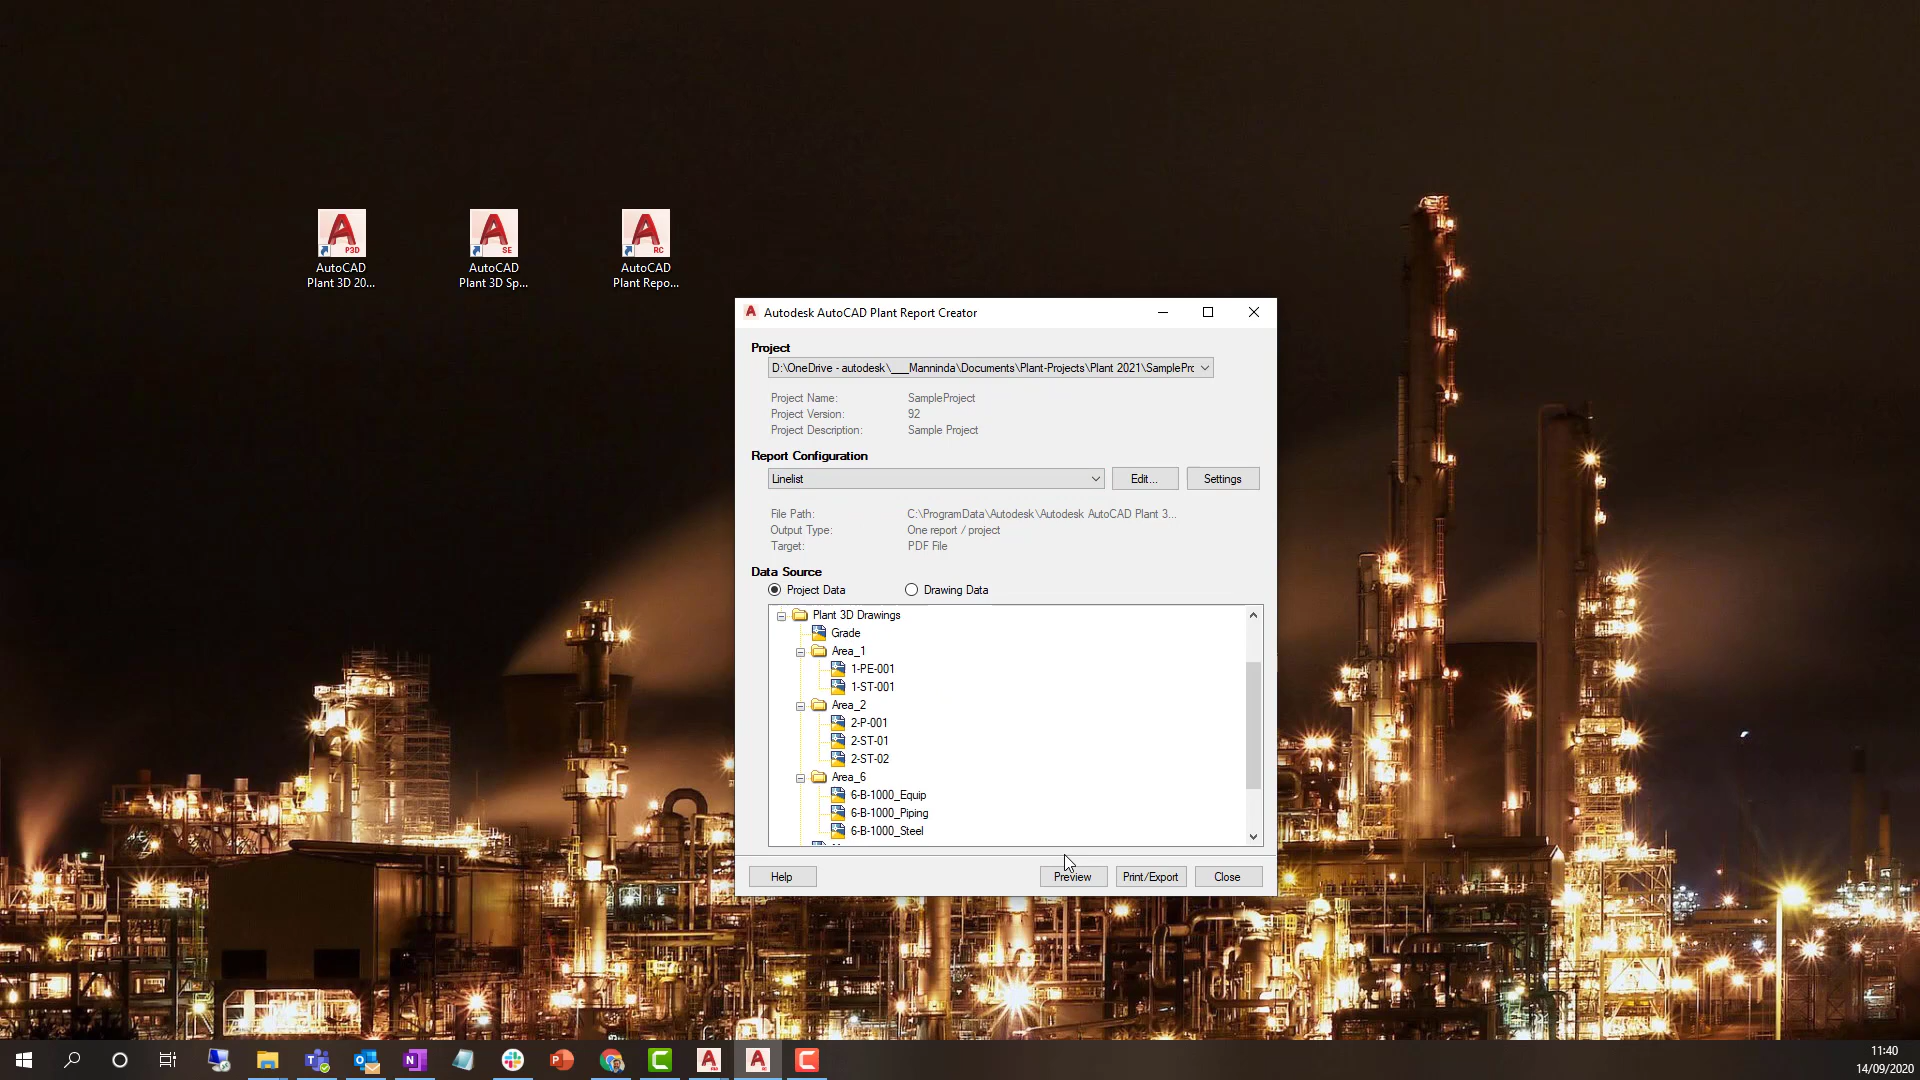 P3D
SE
RC
AutoCAD
Plant 3D 20...
AutoCAD
Plant 3D Sp...
AutoCAD
Plant Repo...
Autodesk AutoCAD Plant Report Creator
Project
D:\OneDrive - autodesk\___Manninda\Documents\Plant-Projects\Plant 2021\SamplePro
Project Name: SampleProject
Project Version: 92
Project Description: Sample Project
Report Configuration
Linelist
Edit...
Settings
File Path: C:\ProgramData\Autodesk\Autodesk AutoCAD Plant 3...
Output Type: One report / project
Target: PDF File
Data Source
Project Data
Drawing Data
Plant 3D Drawings
Grade
Area_1
1-PE-001
1-ST-001
Area_2
2-P-001
2-ST-01
2-ST-02
Area_6
6-B-1000_Equip
6-B-1000_Piping
6-B-1000_Steel
Help
Preview
Print/Export
Close
11:40
14/09/2020